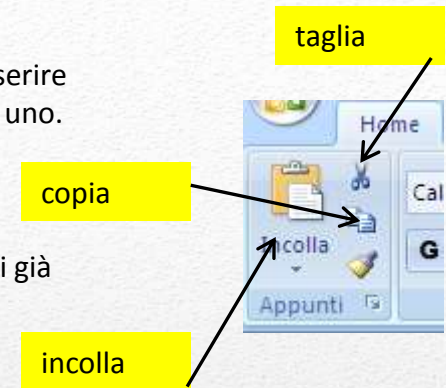 taglia
serire
uno.
Home
copia
Cal
Incolla
G
i già
Appunti
incolla